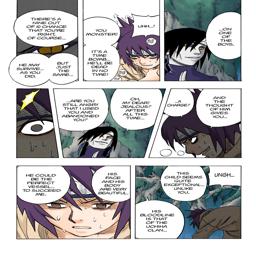 ...ON
ONE
OF THE
BOYS.
UHH...!
YOU
MONSTER!
IT'S A
TIME
BOMB...
HE'LL BE
DEAD
IN NO
TIME!
THERE'S A
NINE OUT
OF 10
CHANCE
THAT YOU'RE
RIGHT,
OF COURSE...
BUT
JUST
THE
SAME...
HE MAY
SURVIVE...
AS YOU
DID.
AND
THE
THOUGHT
OF HIM
GIVES
YOU...
...A
CHARGE?
OH,
MY DEAR!
JEALOUS?
AFTER
ALL THIS
TIME...
...ARE YOU
STILL ANGRY
THAT I USED
YOU AND
ABANDONED
YOU?
UNGH...
THIS
CHILD SEEMS
QUITE
EXCEPTIONAL...
UNLIKE
YOU.
HIS
BLOODLINE
IS THAT
OF THE
UCHIHA
CLAN...
HIS
FACE AND
HIS BODY
ARE VERY
BEAUTIFUL.
HE COULD
BE THE
PERFECT
VESSEL...
TO SUCCEED
ME.